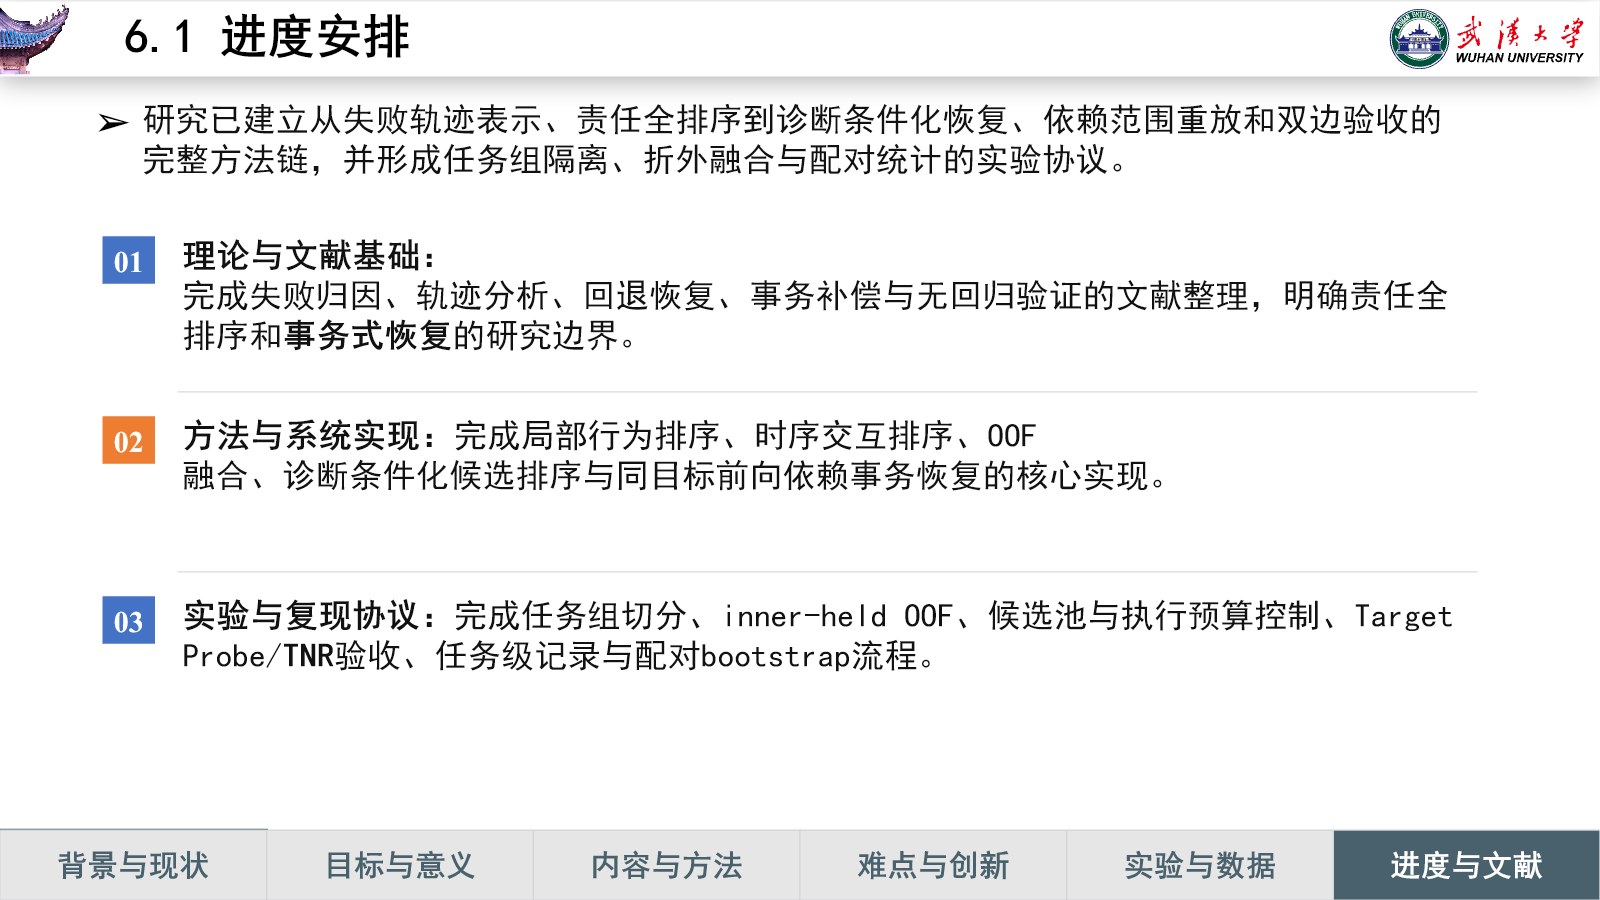 6.1 进度安排
武汉大学
WUHAN UNIVERSITY
➢ 研究已建立从失败轨迹表示、责任全排序到诊断条件化恢复、依赖范围重放和双边验收的
完整方法链，并形成任务组隔离、折外融合与配对统计的实验协议。
01
理论与文献基础：
完成失败归因、轨迹分析、回退恢复、事务补偿与无回归验证的文献整理，明确责任全
排序和事务式恢复的研究边界。
02
方法与系统实现：完成局部行为排序、时序交互排序、OOF
融合、诊断条件化候选排序与同目标前向依赖事务恢复的核心实现。
03
实验与复现协议：完成任务组切分、inner-held OOF、候选池与执行预算控制、Target
Probe/TNR验收、任务级记录与配对bootstrap流程。
背景与现状
目标与意义
内容与方法
难点与创新
实验与数据
进度与文献